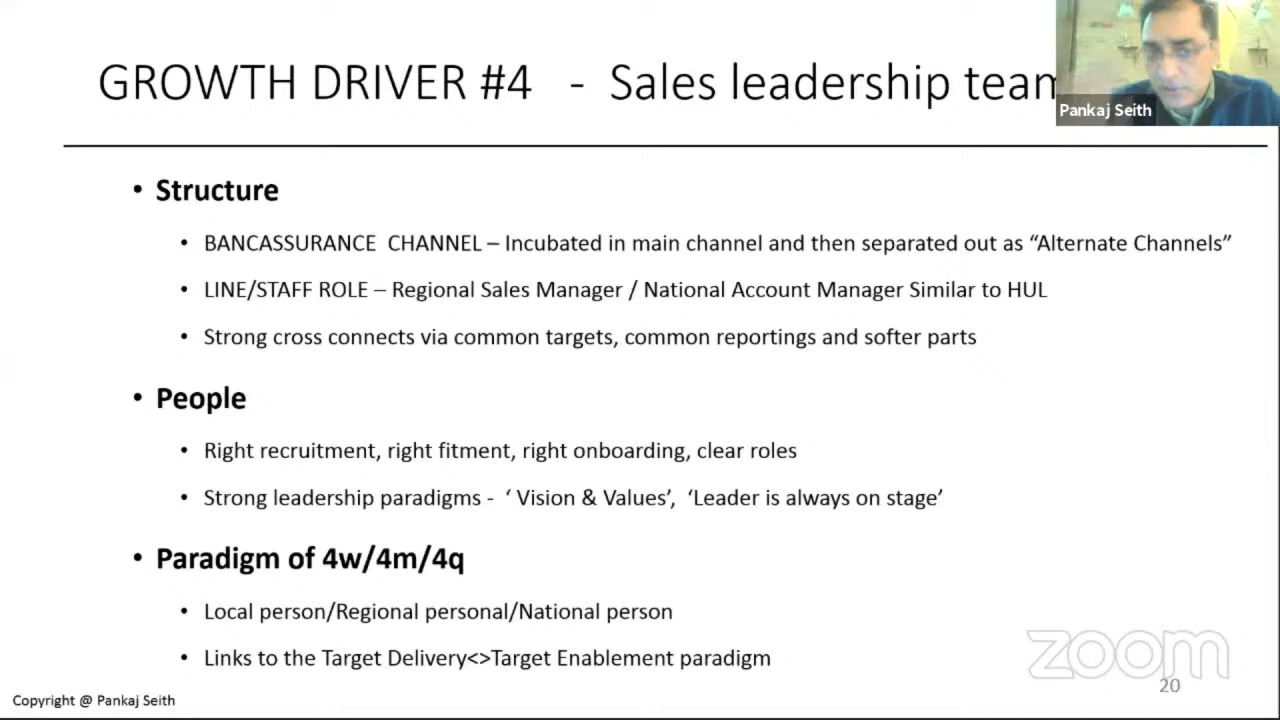 GROWTH DRIVER #4 - Sales leadership team
Pankaj Seith
• Structure
• BANCASSURANCE CHANNEL – Incubated in main channel and then separated out as “Alternate Channels”
• LINE/STAFF ROLE – Regional Sales Manager / National Account Manager Similar to HUL
• Strong cross connects via common targets, common reportings and softer parts
• People
• Right recruitment, right fitment, right onboarding, clear roles
• Strong leadership paradigms - ‘ Vision & Values’, ‘Leader is always on stage’
• Paradigm of 4w/4m/4q
• Local person/Regional personal/National person
• Links to the Target Delivery<>Target Enablement paradigm
zoom
20
Copyright @ Pankaj Seith